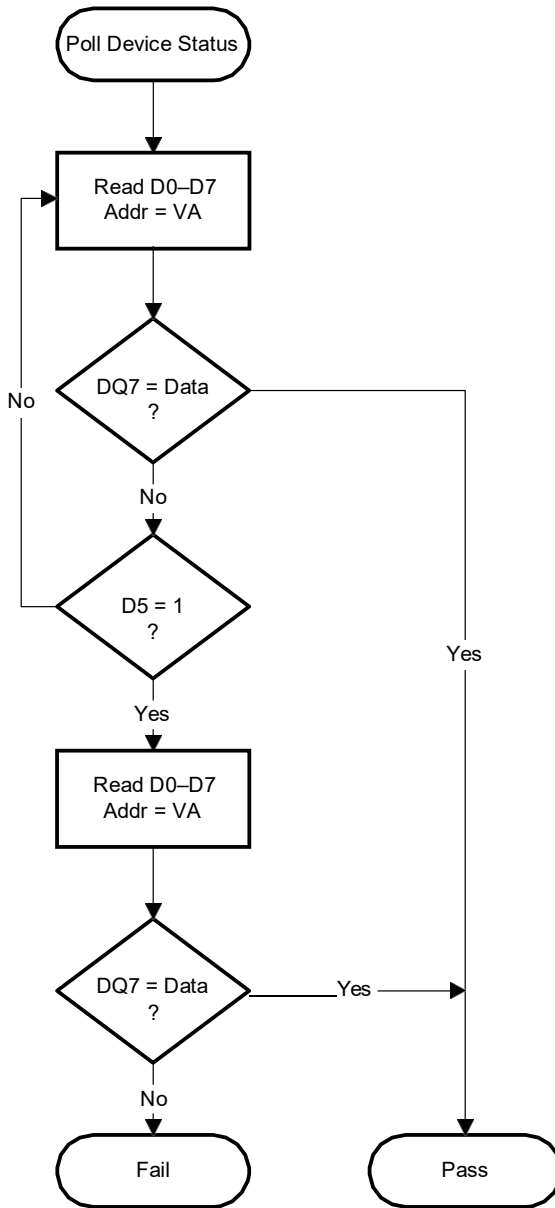 Poll Device Status
Read D0–D7
Addr = VA
DQ7 = Data
?
No
No
D5 = 1
?
Yes
Yes
Read D0–D7
Addr = VA
DQ7 = Data
?
Yes
No
Fail
Pass